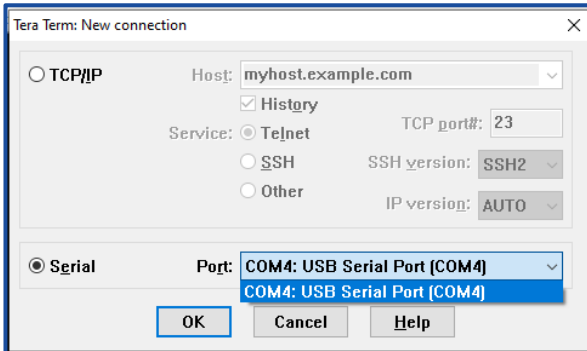 Tera Term: New connection
TCP/IP
Host: myhost.example.com
History
Service: Telnet
TCP port#: 23
SSH
SSH version: SSH2
Other
IP version: AUTO
Serial
Port: COM4: USB Serial Port (COM4)
COM4: USB Serial Port (COM4)
OK
Cancel
Help